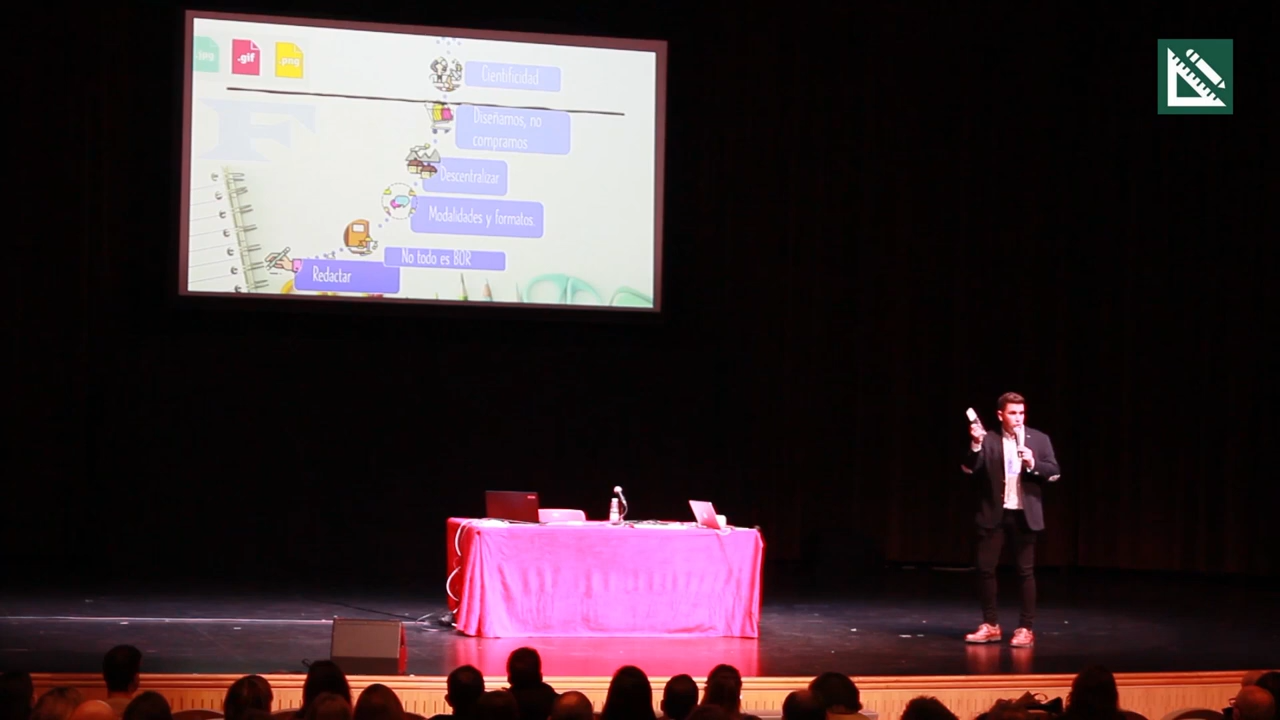 .gif
.png
Cientificidad
Diseñamos, no
compramos
Descentralizar
Modalidades y formatos.
No todo es BOR
Redactar